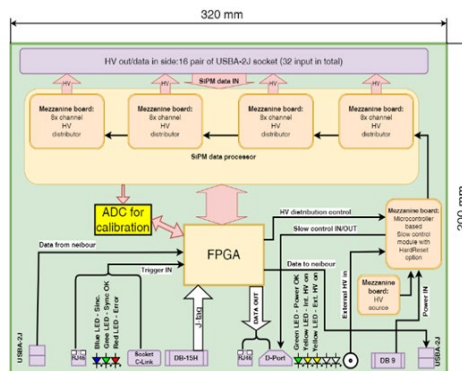 320 mm
HV out/data in side:16 pair of USBA-2J socket (32 input in total)
HV
HV
SiPM data IN
HV
HV
Mezzanine board:
8x channel
HV
distributor
Mezzanine board:
8x channel
HV
distributor
Mezzanine board:
8x channel
HV
distributor
Mezzanine board:
8x channel
HV
distributor
SiPM data processor
ADC for
calibration
FPGA
HV distribution control
Slow control IN/OUT
Mezzanine board:
Microcontroller
based
Slow control
module with
HardReset
option
Data from neibour
Trigger IN
Data to neibour
Mezzanine
board:
HV
source
External HV in
Power IN
J-tag
DATA OUT
Blue LED - Sinc.
Gree LED - Sync OK
Red LED - Error
Green LED - Power OK
Yellow LED - Int. HV on
Yellow LED - Ext. HV on
USBA-2J
RJ45
Socket
C-Link
DB-15H
RJ45
D-Port
DB 9
USBA-2J